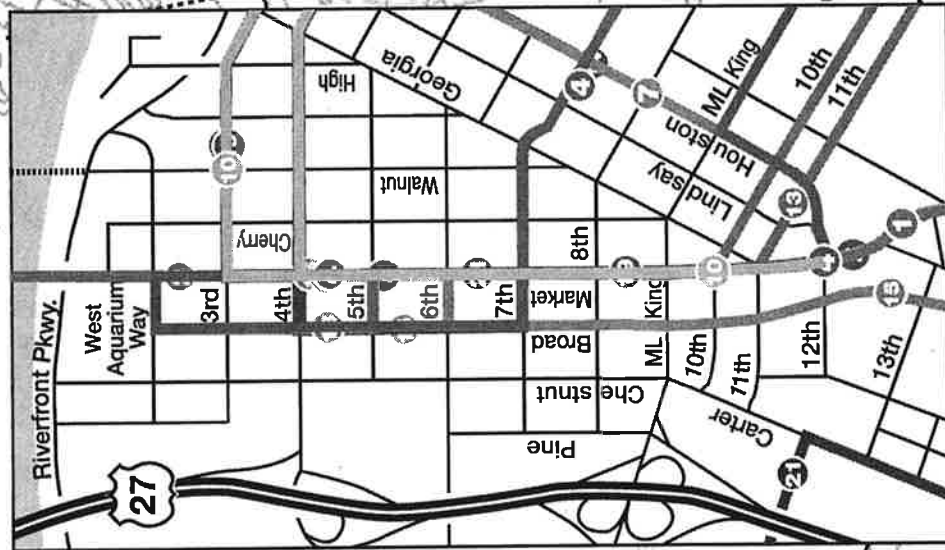 Riverfront Pkwy.
West
Aquarium
Way
27
3rd
4th
5th
6th
7th
8th
ML King
10th
11th
12th
13th
High
Georgia
Walnut
Cherry
Market
Broad
Chestnut
Pine
Carter
Lindsay
Houston
ML King
10th
11th
10
4
7
13
10
4
1
15
21